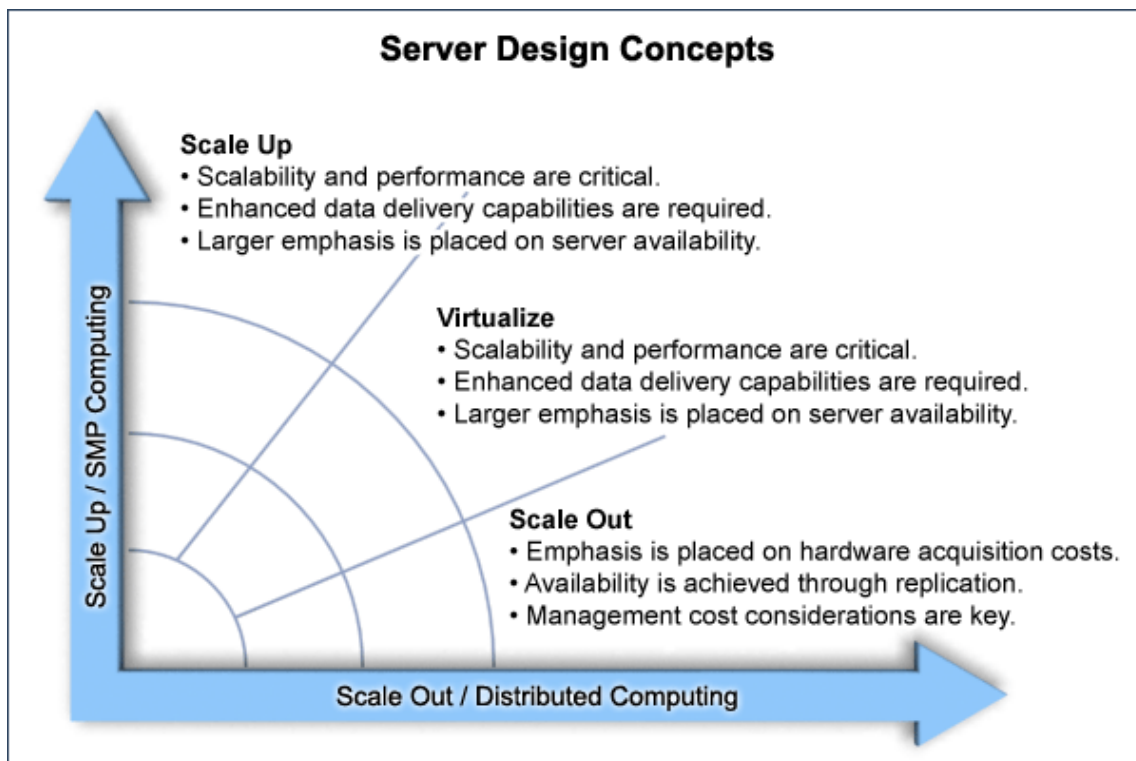 Server Design Concepts
Scale Up
• Scalability and performance are critical.
• Enhanced data delivery capabilities are required.
• Larger emphasis is placed on server availability.
Virtualize
• Scalability and performance are critical.
• Enhanced data delivery capabilities are required.
• Larger emphasis is placed on server availability.
Scale Out
• Emphasis is placed on hardware acquisition costs.
• Availability is achieved through replication.
• Management cost considerations are key.
Scale Up / SMP Computing
Scale Out / Distributed Computing